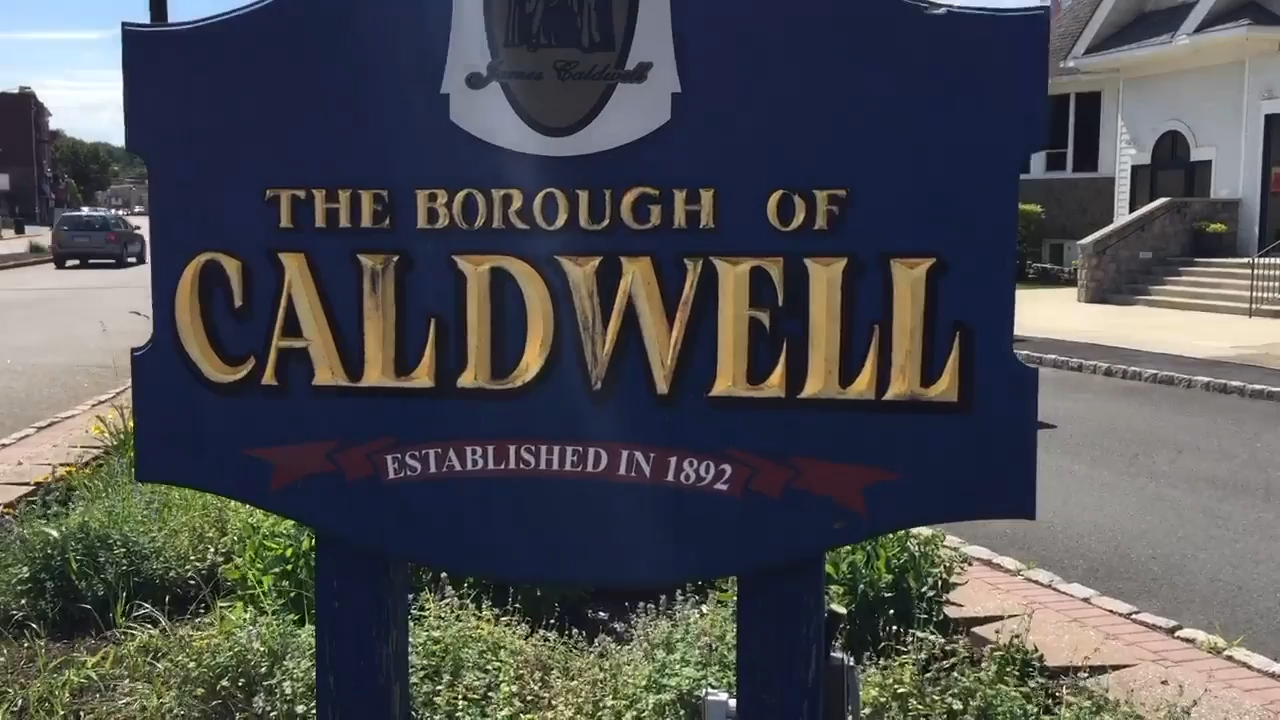 James Caldwell
THE BOROUGH OF
CALDWELL
ESTABLISHED IN 1892